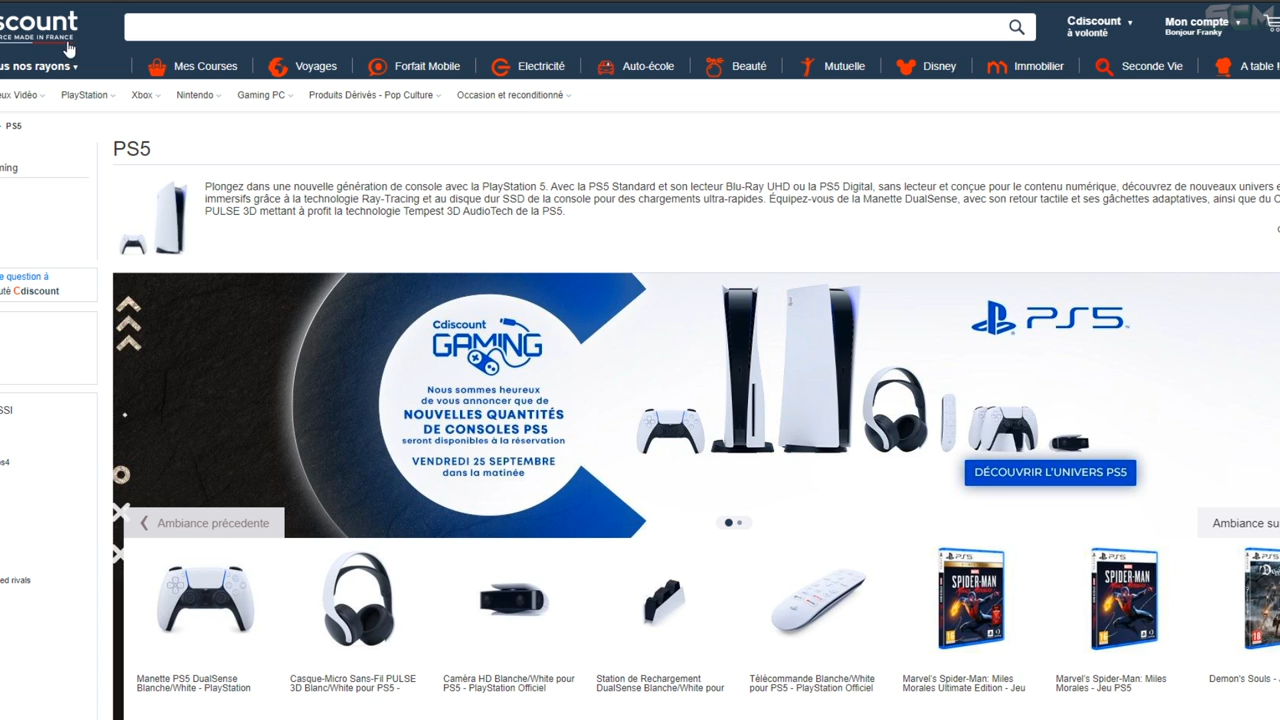 scount
RCE MADE IN FRANCE
Cdiscount
à volonté
Mon compte
Bonjour Franky
SCM
us nos rayons
Mes Courses
Voyages
Forfait Mobile
Electricité
Auto-école
Beauté
Mutuelle
Disney
Immobilier
Seconde Vie
A table !
eux Vidéo
PlayStation
Xbox
Nintendo
Gaming PC
Produits Dérivés - Pop Culture
Occasion et reconditionné
PS5
ming
PS5
Plongez dans une nouvelle génération de console avec la PlayStation 5. Avec la PS5 Standard et son lecteur Blu-Ray UHD ou la PS5 Digital, sans lecteur et conçue pour le contenu numérique, découvrez de nouveaux univers e
immersifs grâce à la technologie Ray-Tracing et au disque dur SSD de la console pour des chargements ultra-rapides. Équipez-vous de la Manette DualSense, avec son retour tactile et ses gâchettes adaptatives, ainsi que du C
PULSE 3D mettant à profit la technologie Tempest 3D AudioTech de la PS5.
e question à
uté Cdiscount
SSI
s4
ed rivals
Cdiscount
GAMING
Nous sommes heureux
de vous annoncer que de
NOUVELLES QUANTITÉS
DE CONSOLES PS5
seront disponibles à la réservation
VENDREDI 25 SEPTEMBRE
dans la matinée
PS5
DÉCOUVRIR L'UNIVERS PS5
Ambiance précedente
Ambiance su
PS5
SPIDER-MAN
PS5
SPIDER-MAN
PS5
Manette PS5 DualSense
Blanche/White - PlayStation
Casque-Micro Sans-Fil PULSE
3D Blanc/White pour PS5 -
Caméra HD Blanche/White pour
PS5 - PlayStation Officiel
Station de Rechargement
DualSense Blanche/White pour
Télécommande Blanche/White
pour PS5 - PlayStation Officiel
Marvel's Spider-Man: Miles
Morales Ultimate Edition - Jeu
Marvel's Spider-Man: Miles
Morales - Jeu PS5
Demon's Souls - J